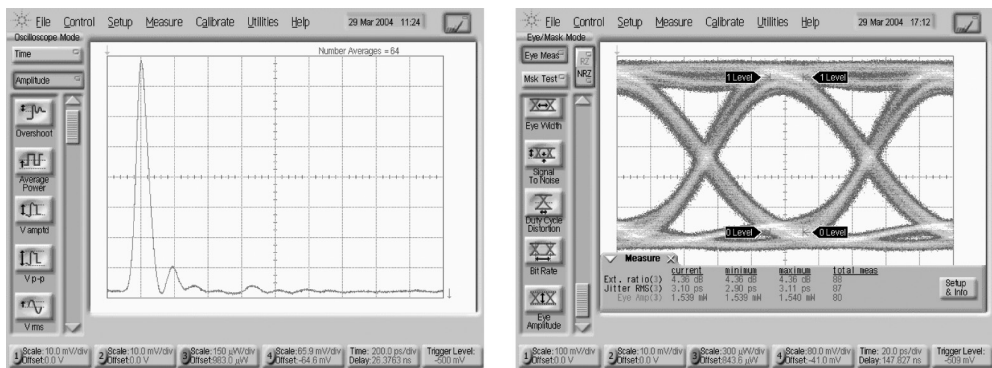 File Control Setup Measure Calibrate Utilities Help 29 Mar 2004 11:24
Oscilloscope Mode
Time
Number Averages = 64
Amplitude
Overshoot
Average
Power
V amptd
V p-p
V rms
1 Scale: 10.0 mV/div
Offset:0.0 V
2 Scale: 10.0 mV/div
Offset:0.0 V
3 Scale: 150 µW/div
Offset:983.0 µW
4 Scale:65.9 mV/div
Offset: -64.6 mV
Time: 200.0 ps/div
Delay:26.3763 ns
Trigger Level:
-500 mV
File Control Setup Measure Calibrate Utilities Help 29 Mar 2004 17:12
Eye/Mask Mode
Eye Meas
RZ
NRZ
Msk Test
1 Level 1 Level
Eye Width
Signal
To Noise
Duty Cycle
Distortion
0 Level 0 Level
Bit Rate
Eye
Amplitude
Measure
current minimum maximum total meas
Ext. ratio(3) 4.36 dB 4.36 dB 4.36 dB 88
Jitter RMS(3) 3.10 ps 2.90 ps 3.11 ps 87
Eye Amp(3) 1.539 mW 1.539 mW 1.540 mW 80
Setup
& Info
1 Scale: 100 mV/div
Offset:0.0 V
2 Scale: 10.0 mV/div
Offset:0.0 V
3 Scale:300 µW/div
Offset:843.6 µW
4 Scale:80.0 mV/div
Offset: -41.0 mV
Time: 20.0 ps/div
Delay:147.827 ns
Trigger Level:
-509 mV